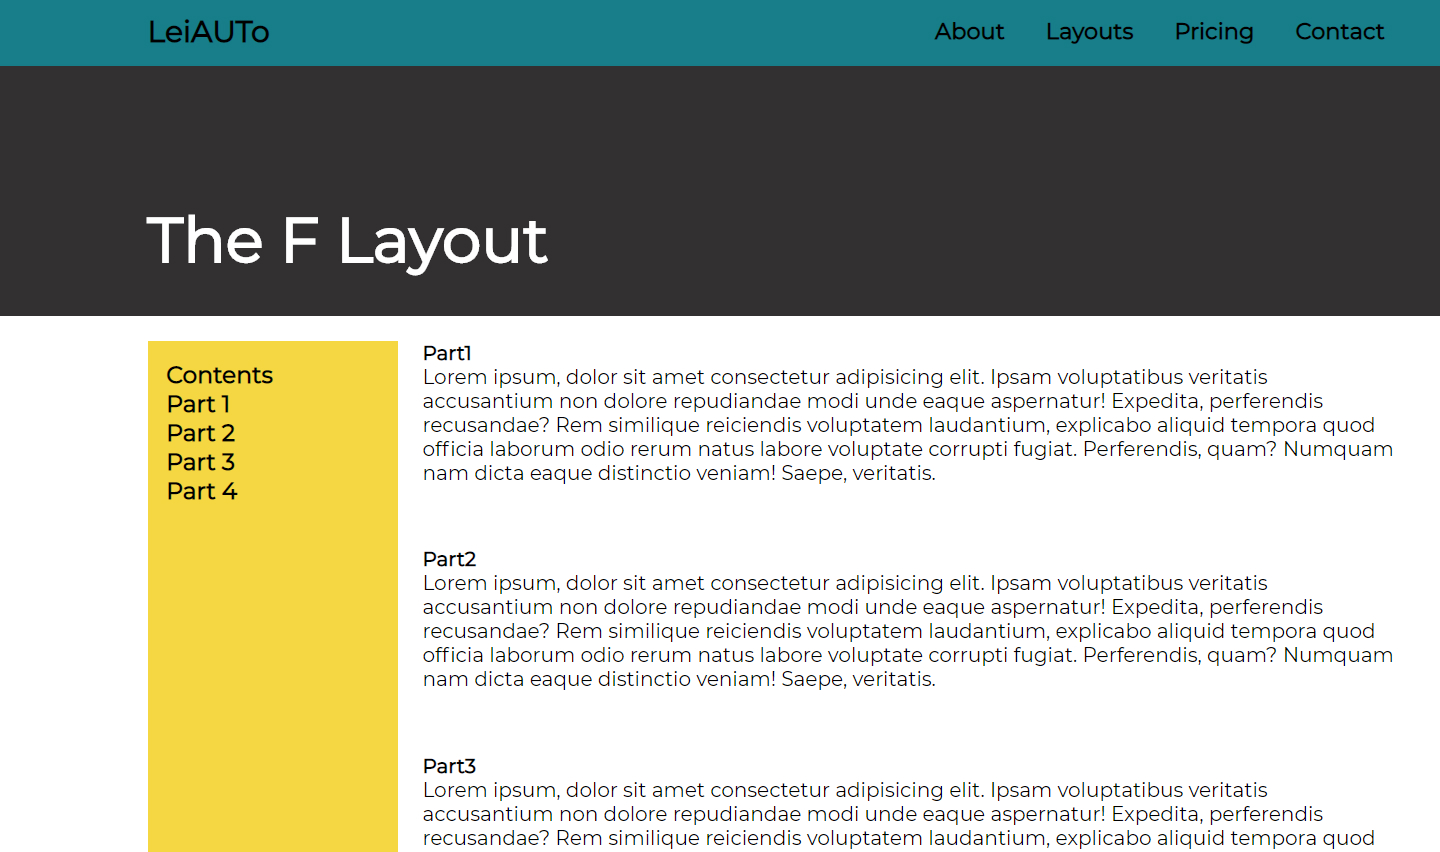 LeiAUTo
About Layouts Pricing Contact
The F Layout
Contents
Part 1
Part 2
Part 3
Part 4
Part1
Lorem ipsum, dolor sit amet consectetur adipisicing elit. Ipsam voluptatibus veritatis
accusantium non dolore repudiandae modi unde eaque aspernatur! Expedita, perferendis
recusandae? Rem similique reiciendis voluptatem laudantium, explicabo aliquid tempora quod
officia laborum odio rerum natus labore voluptate corrupti fugiat. Perferendis, quam? Numquam
nam dicta eaque distinctio veniam! Saepe, veritatis.
Part2
Lorem ipsum, dolor sit amet consectetur adipisicing elit. Ipsam voluptatibus veritatis
accusantium non dolore repudiandae modi unde eaque aspernatur! Expedita, perferendis
recusandae? Rem similique reiciendis voluptatem laudantium, explicabo aliquid tempora quod
officia laborum odio rerum natus labore voluptate corrupti fugiat. Perferendis, quam? Numquam
nam dicta eaque distinctio veniam! Saepe, veritatis.
Part3
Lorem ipsum, dolor sit amet consectetur adipisicing elit. Ipsam voluptatibus veritatis
accusantium non dolore repudiandae modi unde eaque aspernatur! Expedita, perferendis
recusandae? Rem similique reiciendis voluptatem laudantium, explicabo aliquid tempora quod